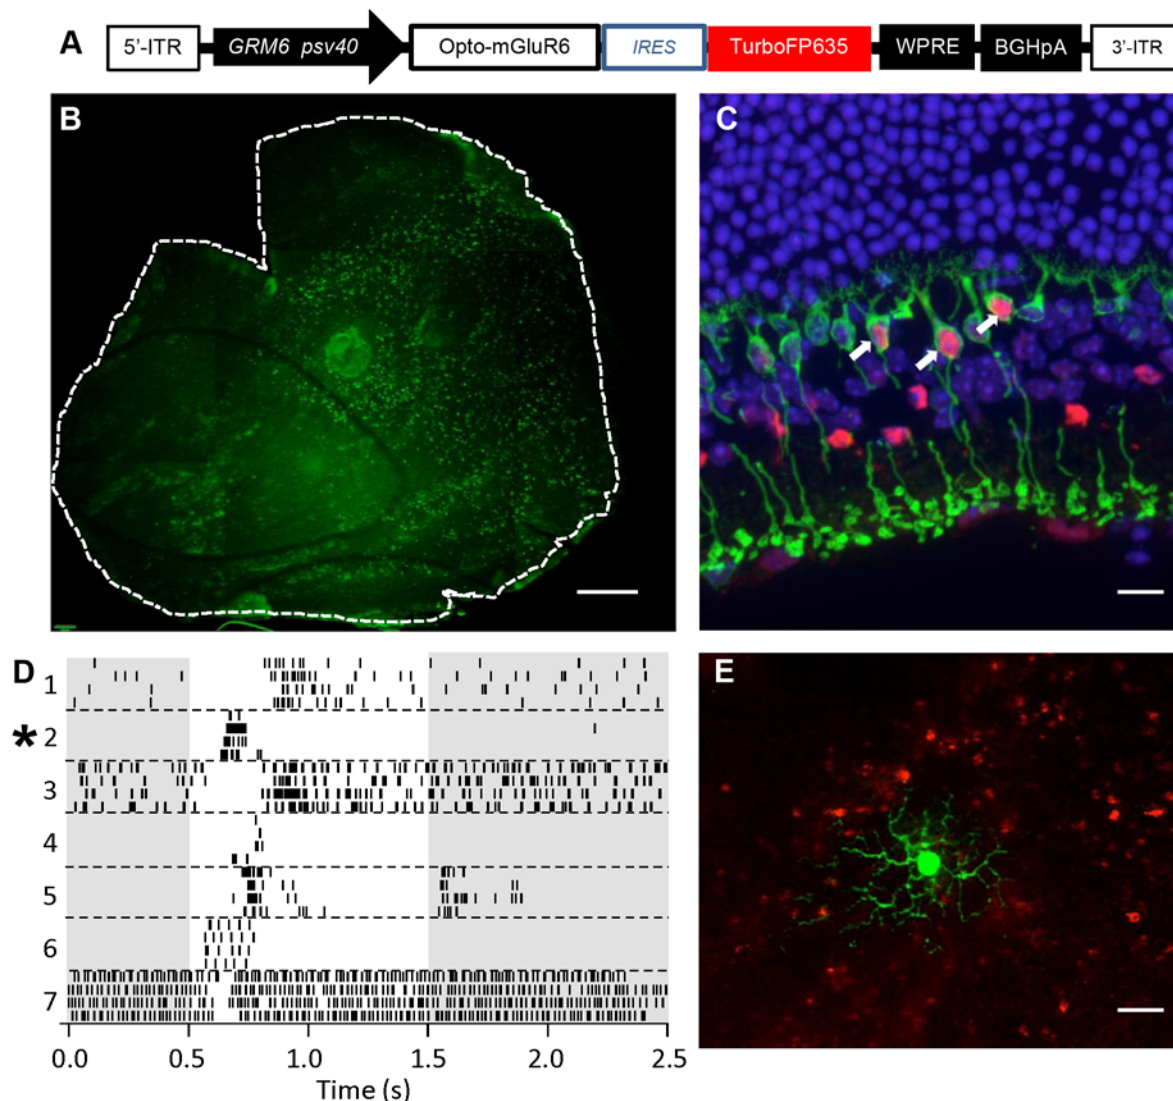 A 5'-ITR GRM6 psv40 Opto-mGluR6 IRES TurboFP635 WPRE BGHpA 3'-ITR
B
C
D
1
* 2
3
4
5
6
7
0.0 0.5 1.0 1.5 2.0 2.5
Time (s)
E